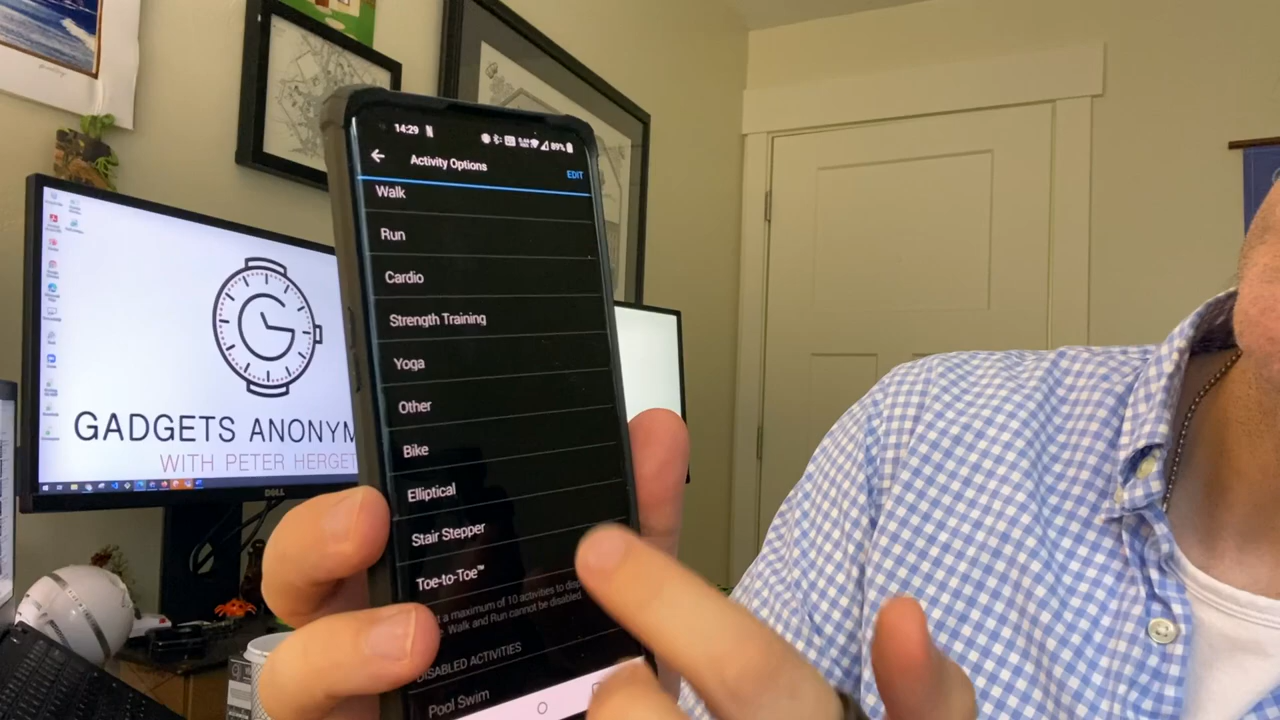 14:29
89%
Activity Options
EDIT
Walk
Run
Cardio
Strength Training
Yoga
Other
Bike
Elliptical
Stair Stepper
Toe-to-Toe™
a maximum of 10 activities to
Walk and Run cannot be disabled
DISABLED ACTIVITIES
Pool Swim
GADGETS ANONYM
WITH PETER HERGET
DELL